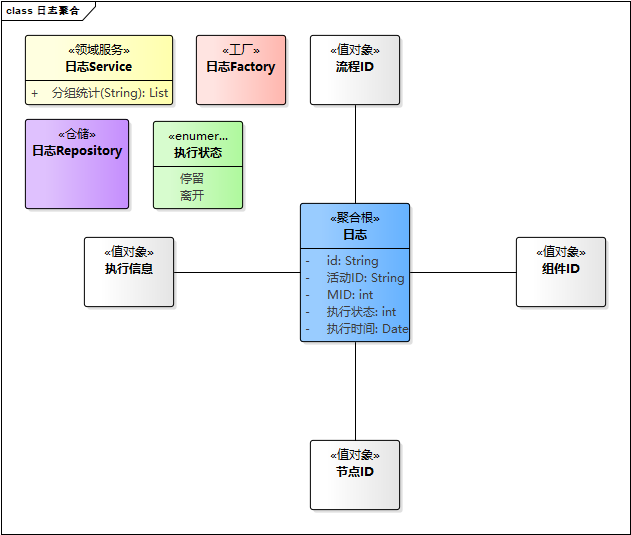 class 日志聚合
«领域服务»
日志Service
+ 分组统计(String): List
«工厂»
日志Factory
«值对象»
流程ID
«仓储»
日志Repository
«enumer...
执行状态
停留
离开
«聚合根»
日志
- id: String
- 活动ID: String
- MID: int
- 执行状态: int
- 执行时间: Date
«值对象»
执行信息
«值对象»
组件ID
«值对象»
节点ID